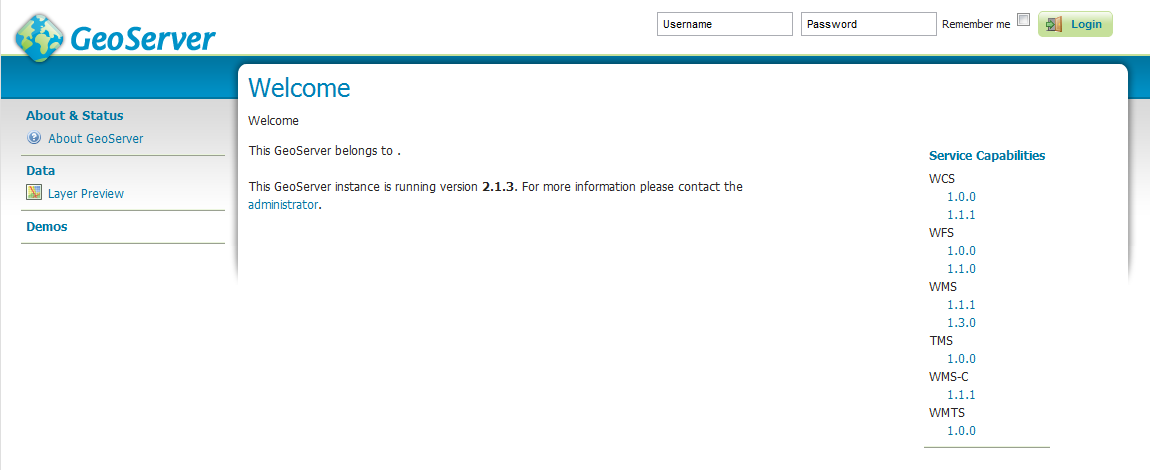 GeoServer
Username
Password
Remember me
Login
About & Status
About GeoServer
Data
Layer Preview
Demos
Welcome
Welcome
This GeoServer belongs to .
This GeoServer instance is running version 2.1.3. For more information please contact the
administrator.
Service Capabilities
WCS
1.0.0
1.1.1
WFS
1.0.0
1.1.0
WMS
1.1.1
1.3.0
TMS
1.0.0
WMS-C
1.1.1
WMTS
1.0.0